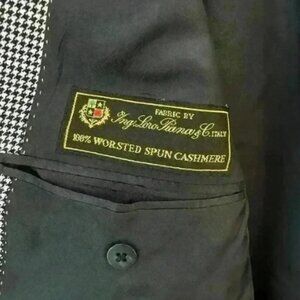 FABRIC BY
Ing. Loro Piana & C. ITALY
100% WORSTED SPUN CASHMERE